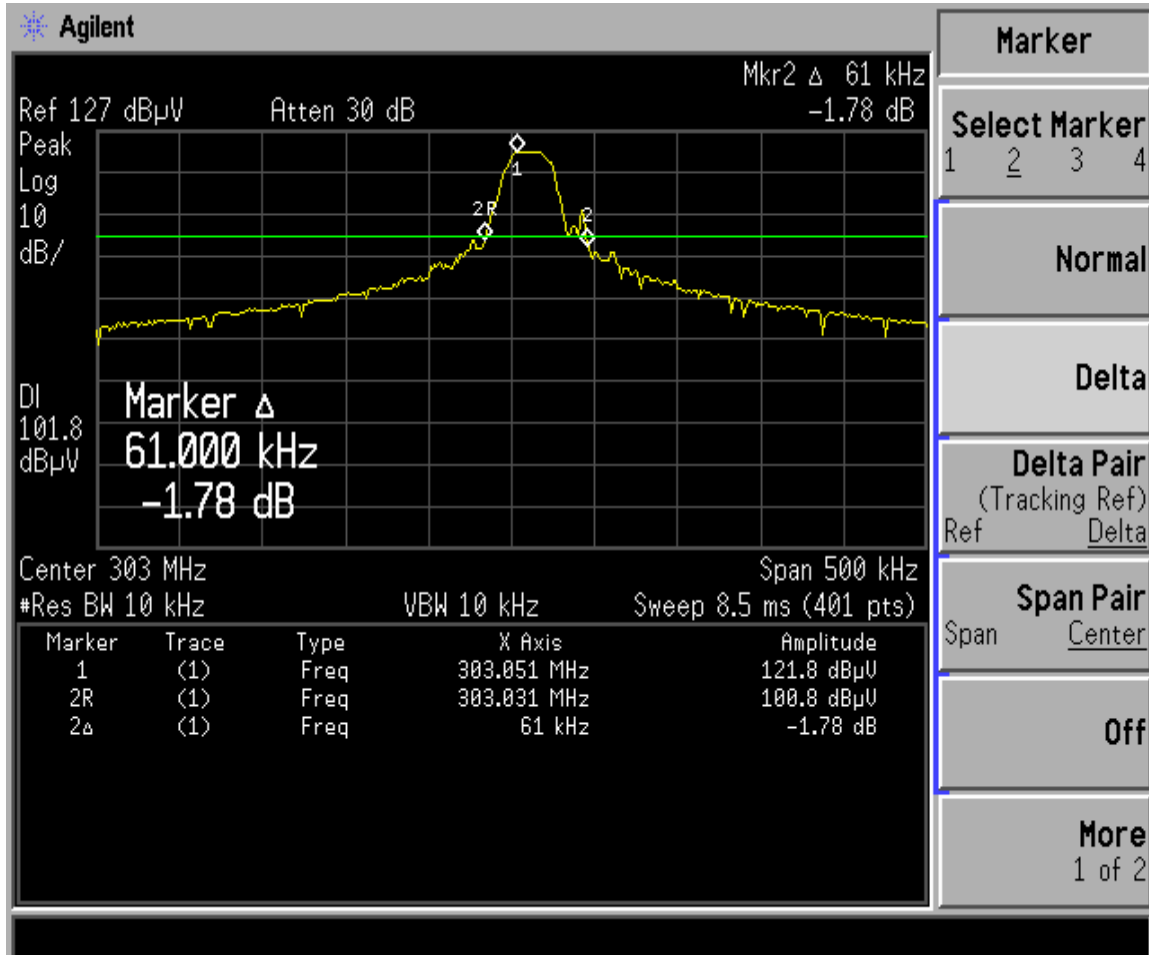 Agilent
Marker
Mkr2 Δ 61 kHz
Ref 127 dBµV Atten 30 dB -1.78 dB
Peak
Log
10
dB/
1
2R
2
DI
101.8
dBµV
Marker Δ
61.000 kHz
-1.78 dB
Center 303 MHz Span 500 kHz
#Res BW 10 kHz VBW 10 kHz Sweep 8.5 ms (401 pts)
Marker Trace Type X Axis Amplitude
1 (1) Freq 303.051 MHz 121.8 dBµV
2R (1) Freq 303.031 MHz 100.8 dBµV
2Δ (1) Freq 61 kHz -1.78 dB
Select Marker
1 2 3 4
Normal
Delta
Delta Pair
(Tracking Ref)
Ref Delta
Span Pair
Span Center
Off
More
1 of 2